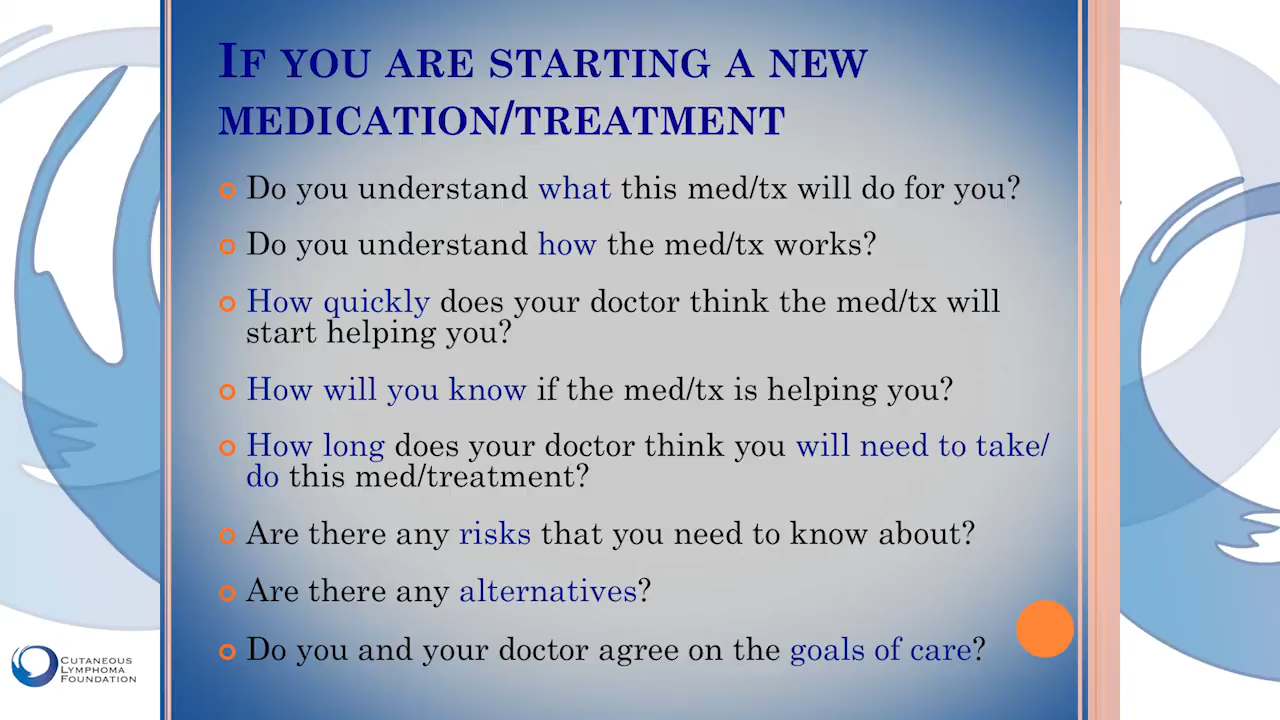 If you are starting a new
medication/treatment
Do you understand what this med/tx will do for you?
Do you understand how the med/tx works?
How quickly does your doctor think the med/tx will
start helping you?
How will you know if the med/tx is helping you?
How long does your doctor think you will need to take/
do this med/treatment?
Are there any risks that you need to know about?
Are there any alternatives?
Do you and your doctor agree on the goals of care?
Cutaneous
Lymphoma
Foundation